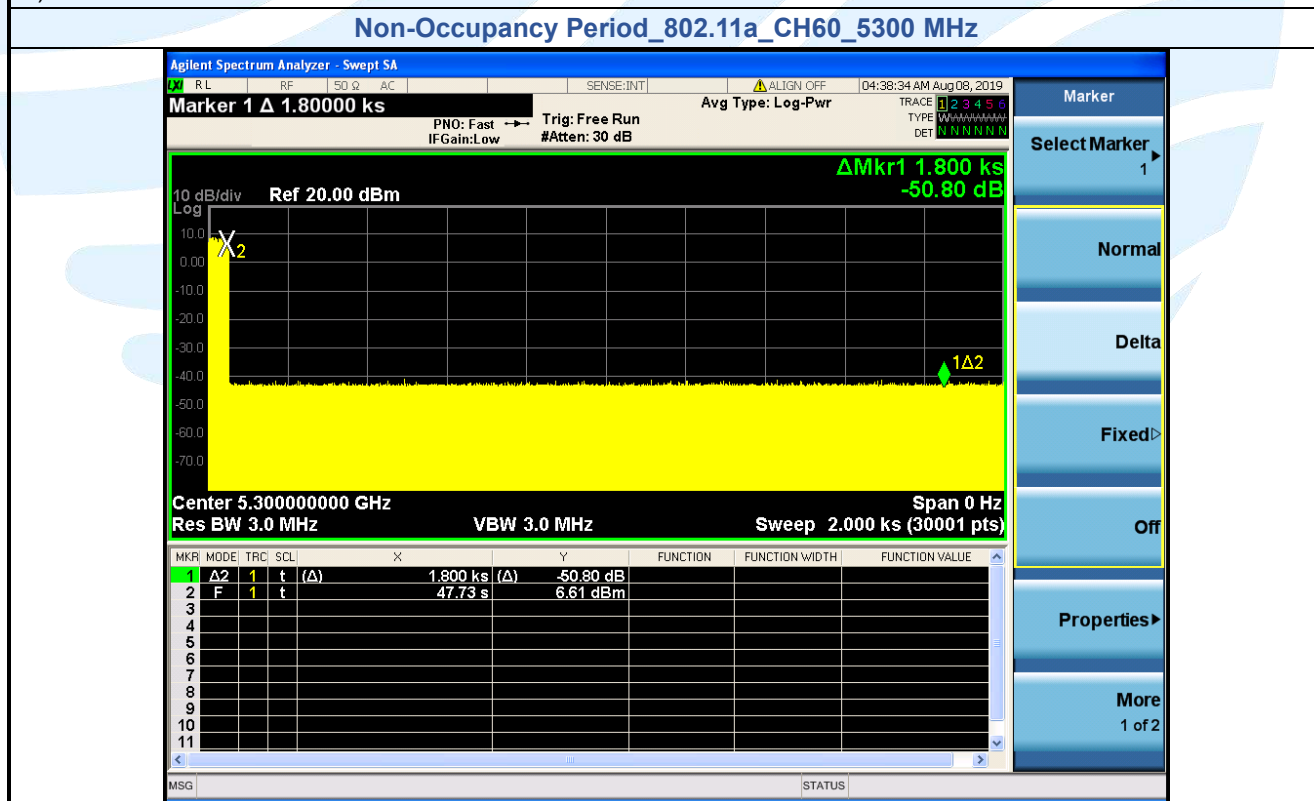 Non-Occupancy Period_802.11a_CH60_5300 MHz
Agilent Spectrum Analyzer - Swept SA
LXI RL RF 50 Ω AC SENSE:INT ALIGN OFF 04:38:34 AM Aug 08, 2019
Marker 1 Δ 1.80000 ks
Avg Type: Log-Pwr
TRACE 1 2 3 4 5 6
TYPE WWWWWW
DET N N N N N N
PNO: Fast
IFGain:Low
Trig: Free Run
#Atten: 30 dB
ΔMkr1 1.800 ks
-50.80 dB
10 dB/div Ref 20.00 dBm
Log
10.0
0.00
-10.0
-20.0
-30.0
-40.0
-50.0
-60.0
-70.0
2
1Δ2
Center 5.300000000 GHz Span 0 Hz
Res BW 3.0 MHz VBW 3.0 MHz Sweep 2.000 ks (30001 pts)
MKR MODE TRC SCL X Y FUNCTION FUNCTION WIDTH FUNCTION VALUE
1 Δ2 1 t (Δ) 1.800 ks (Δ) -50.80 dB
2 F 1 t 47.73 s 6.61 dBm
3
4
5
6
7
8
9
10
11
MSG STATUS
Marker
Select Marker
1
Normal
Delta
Fixed
Off
Properties
More
1 of 2